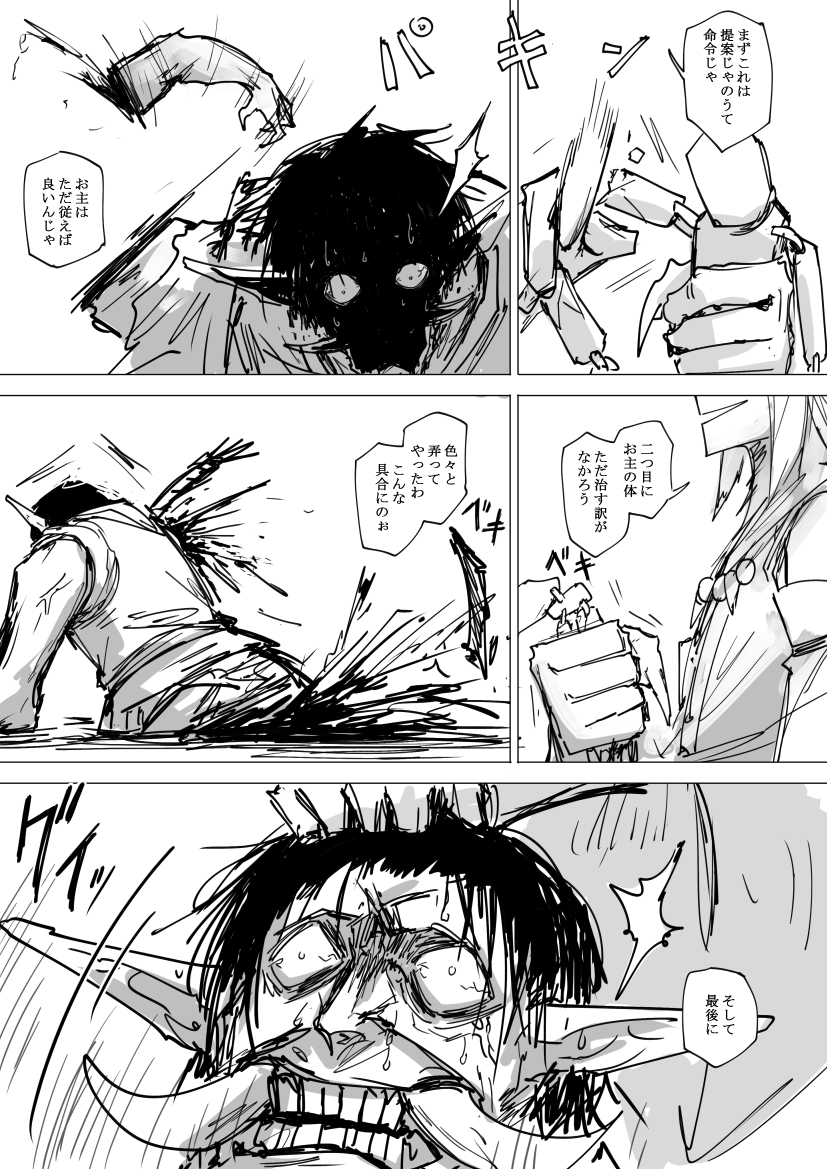 まずこれは
提案じゃのうて
命令じゃ
パキン
お主は
ただ従えば
良いんじゃ
二つ目に
お主の体
ただ治す訳が
なかろう
ベキ
色々と
弄って
やったわ
こんな
具合にのぉ
ベキ
グイッ
そして
最後に